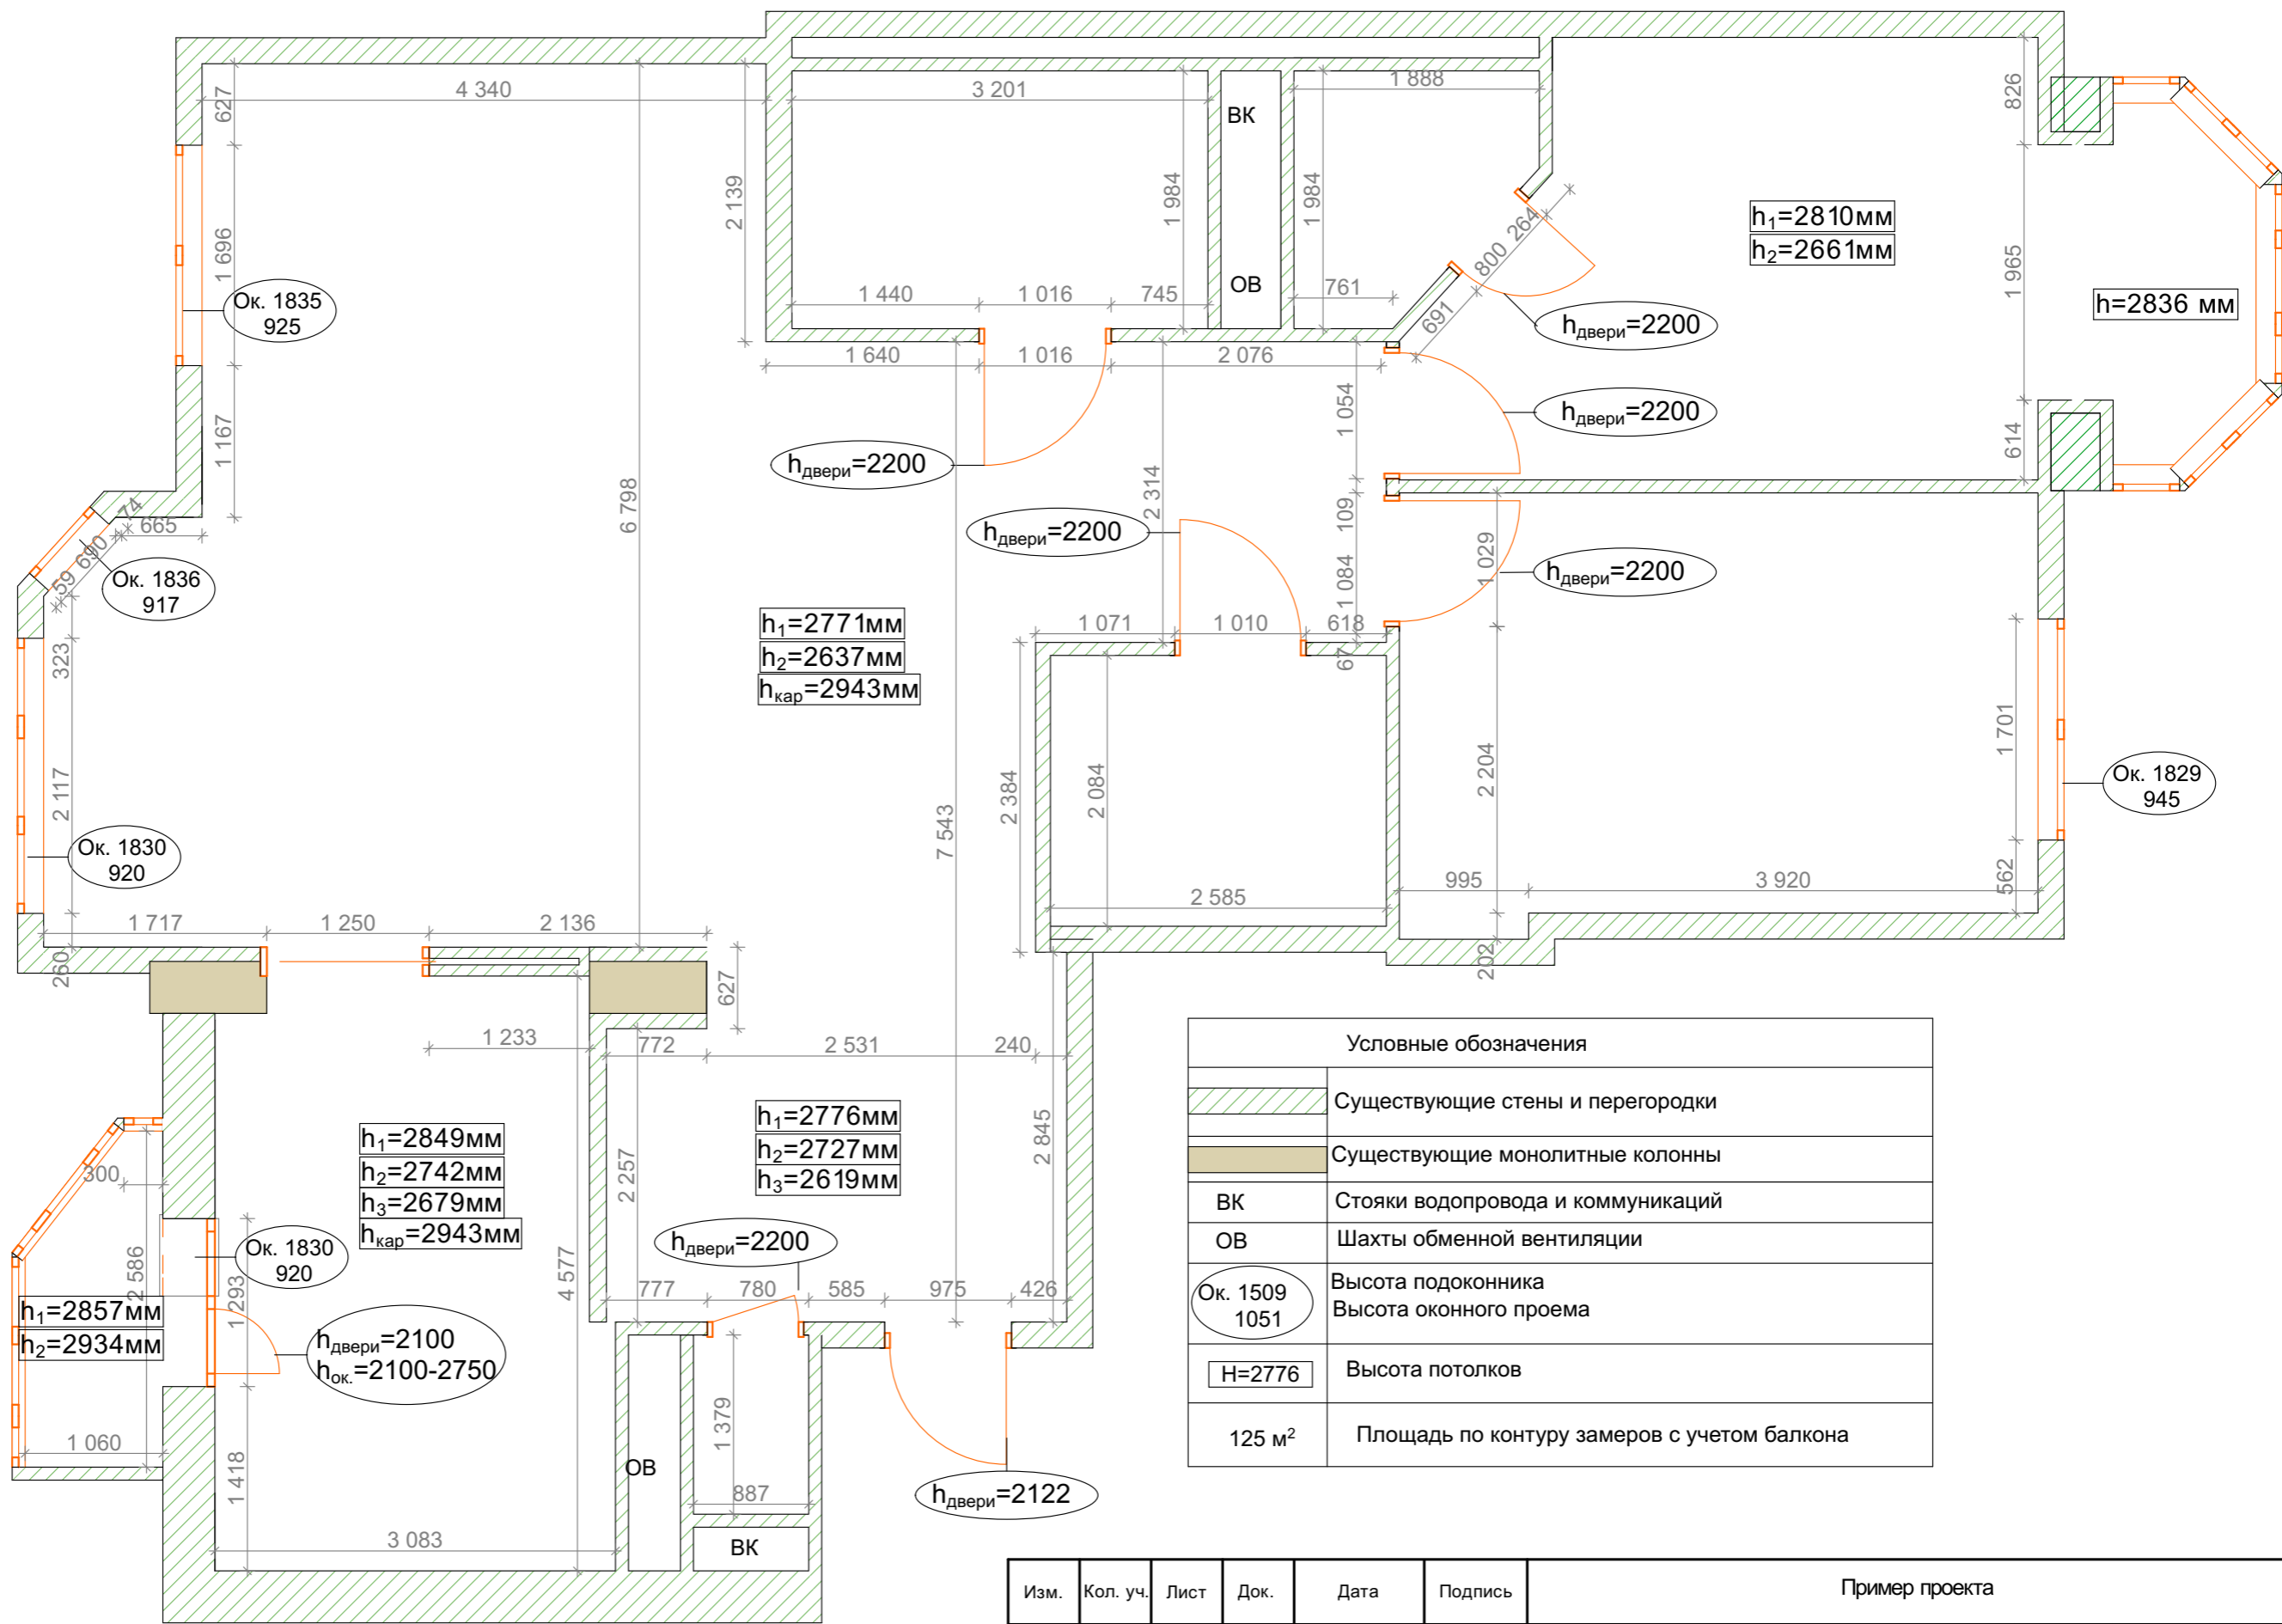 4 340
3 201
1 888
627
826
ВК
2 139
1 984
1 984
h1=2810мм
h2=2661мм
264
800
691
1 696
1 965
ОВ
761
1 440
1 016
745
Ок. 1835
925
h=2836 мм
hдвери=2200
1 640
1 016
2 076
1 054
hдвери=2200
614
1 167
hдвери=2200
6 798
2 314
109
hдвери=2200
1 029
hдвери=2200
74
665
690
59
Ок. 1836
917
1 084
1 071
1 010
618
67
h1=2771мм
h2=2637мм
hкар=2943мм
323
2 117
2 384
2 084
2 204
1 701
Ок. 1829
945
7 543
Ок. 1830
920
995
3 920
562
2 585
1 717
1 250
2 136
260
202
627
1 233
772
2 531
240
Условные обозначения
Существующие стены и перегородки
Существующие монолитные колонны
ВК
Стояки водопровода и коммуникаций
ОВ
Шахты обменной вентиляции
Ок. 1509
1051
Высота подоконника
Высота оконного проема
H=2776
Высота потолков
125 м²
Площадь по контуру замеров с учетом балкона
h1=2776мм
h2=2727мм
h3=2619мм
2 845
h1=2849мм
h2=2742мм
h3=2679мм
hкар=2943мм
2 257
300
2 586
hдвери=2200
Ок. 1830
920
1 293
4 577
777
780
585
975
426
h1=2857мм
h2=2934мм
hдвери=2100
hок.=2100-2750
1 060
1 418
1 379
ОВ
887
hдвери=2122
3 083
ВК
Изм.
Кол. уч.
Лист
Док.
Дата
Подпись
Пример проекта